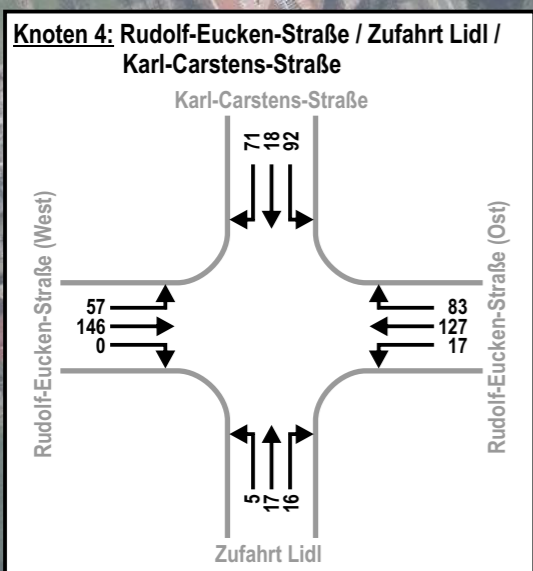 Knoten 4: Rudolf-Eucken-Straße / Zufahrt Lidl /
Karl-Carstens-Straße
Karl-Carstens-Straße
71 18 92
Rudolf-Eucken-Straße (West)
57
146
0
83
127
17
Rudolf-Eucken-Straße (Ost)
5 17 16
Zufahrt Lidl